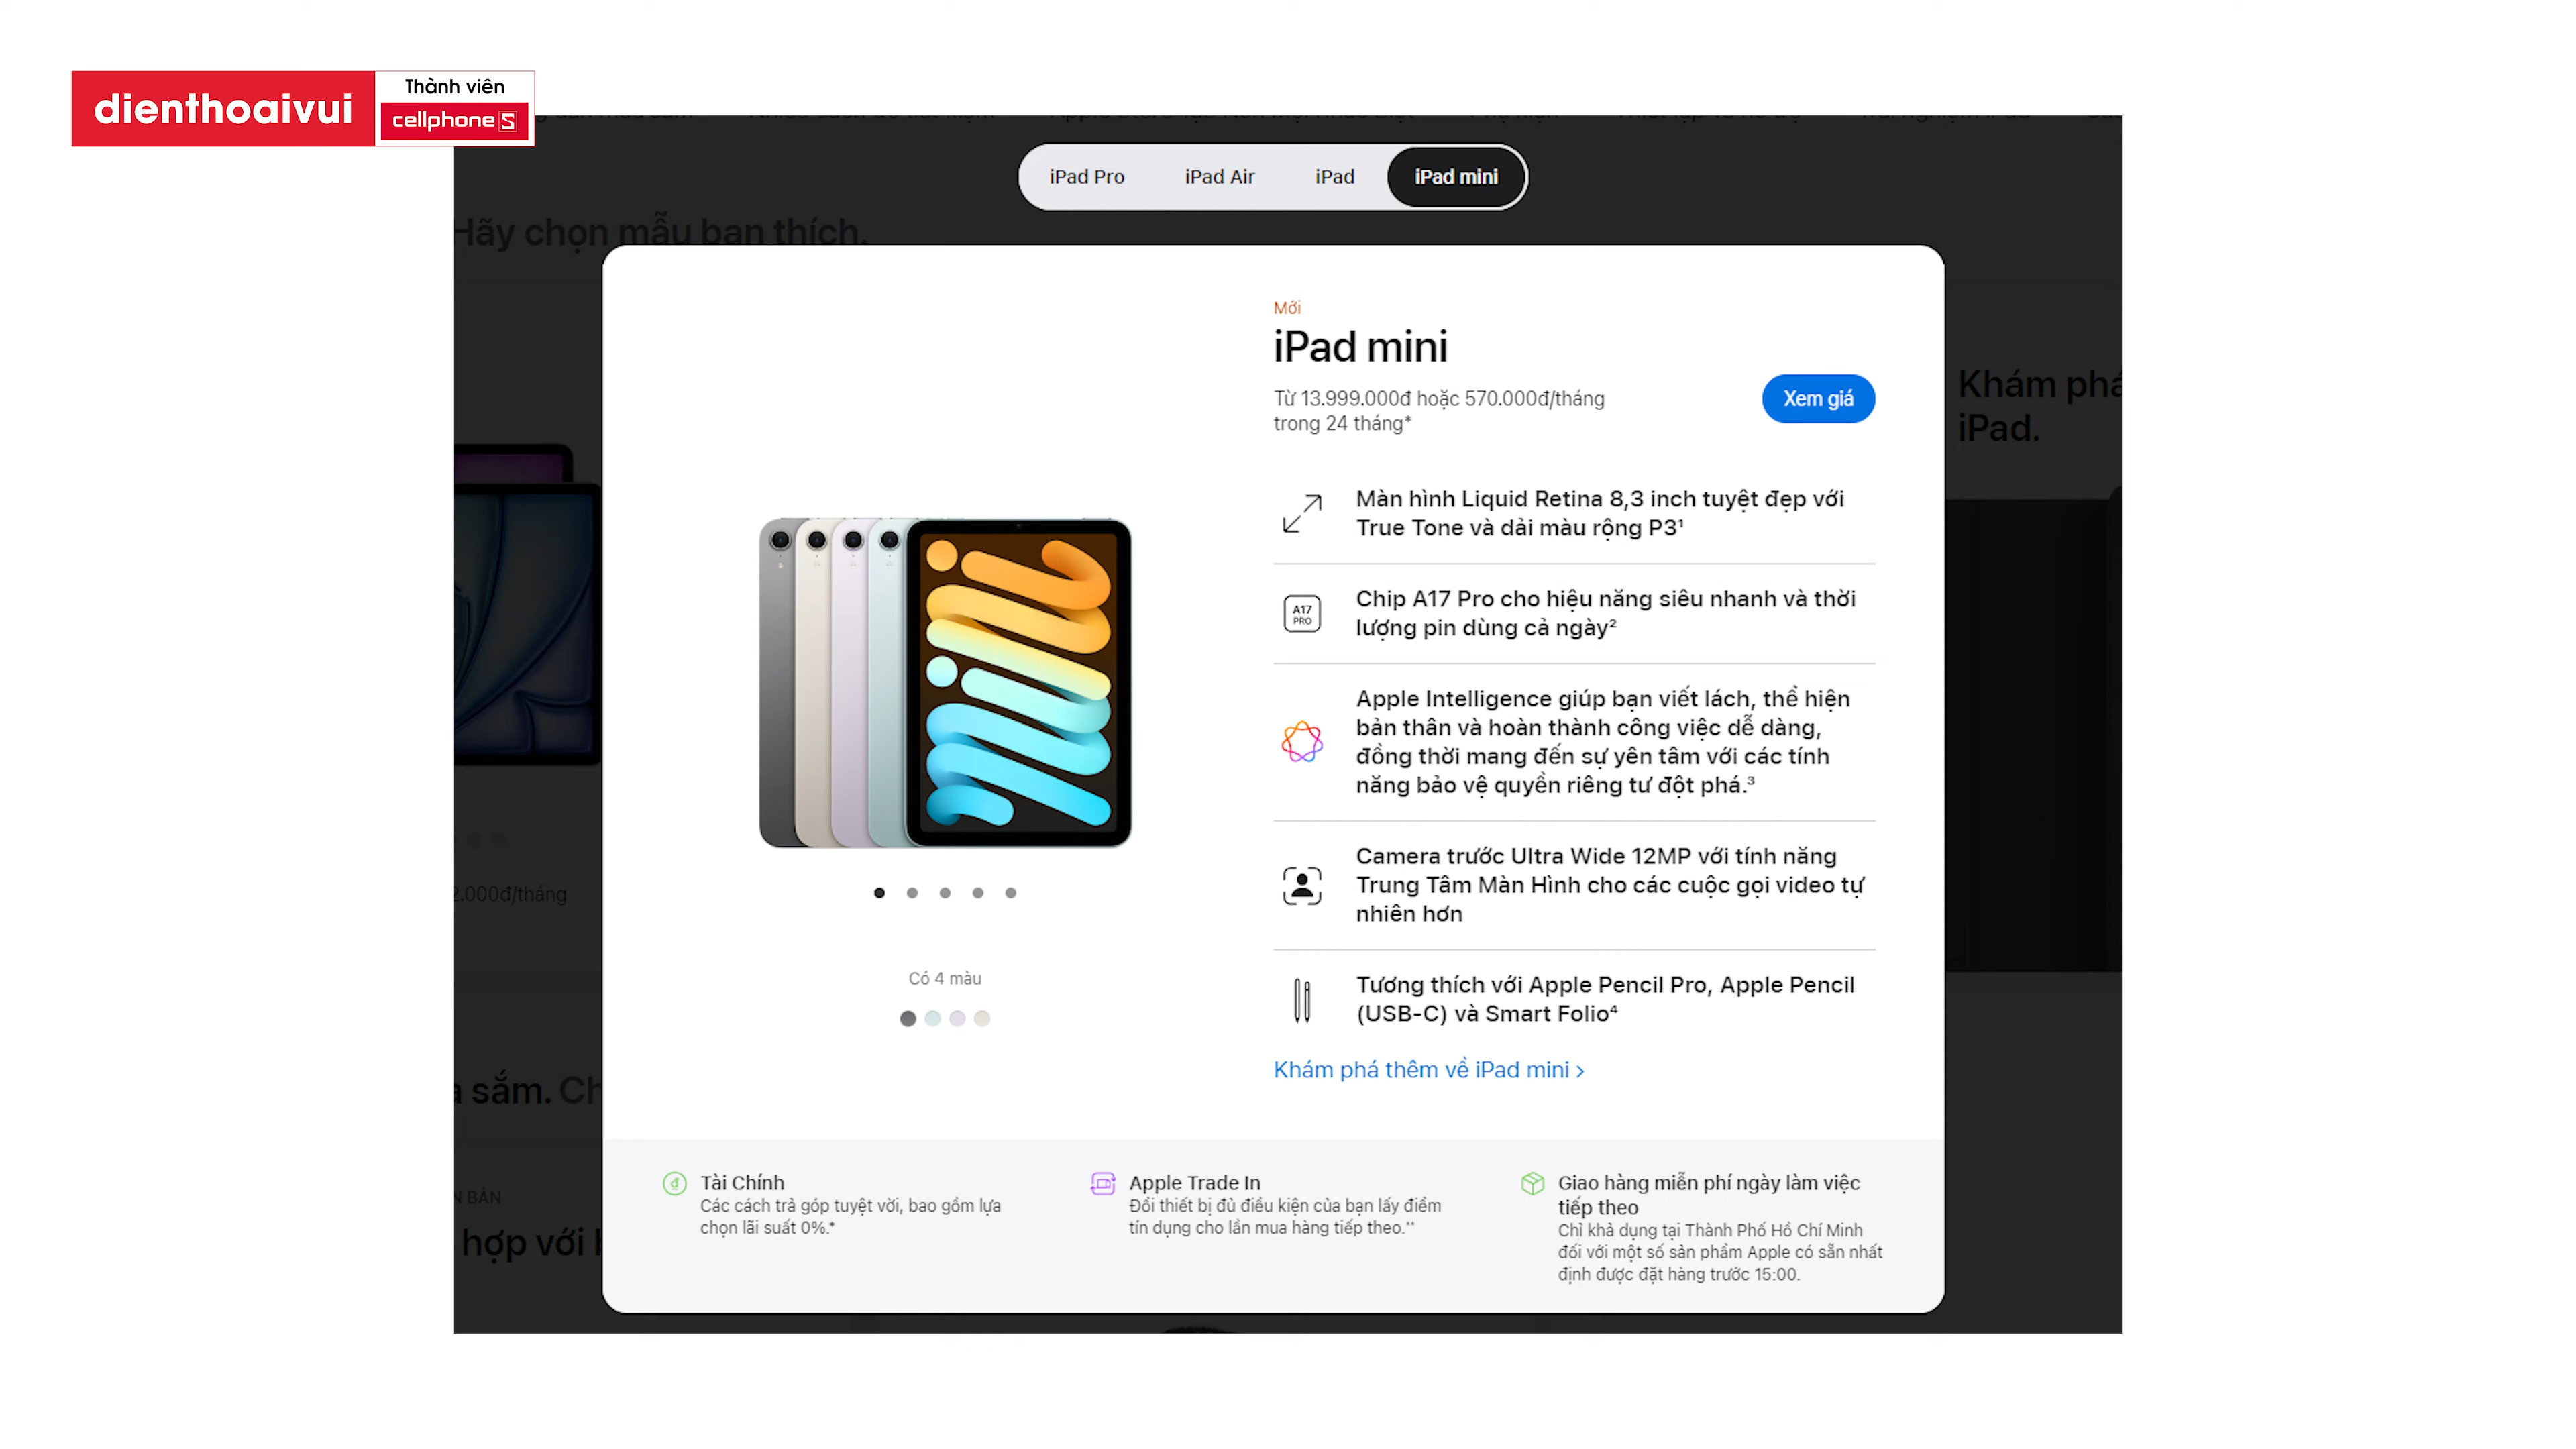 dienthoaivui
Thành viên
cellphoneS
iPad Pro
iPad Air
iPad
iPad mini
Hãy chọn mẫu bạn thích.
Mới
iPad mini
Từ 13.999.000đ hoặc 570.000đ/tháng
trong 24 tháng*
Xem giá
Khám phá
iPad.
Màn hình Liquid Retina 8,3 inch tuyệt đẹp với
True Tone và dải màu rộng P3¹
A17
PRO
Chip A17 Pro cho hiệu năng siêu nhanh và thời
lượng pin dùng cả ngày²
Apple Intelligence giúp bạn viết lách, thể hiện
bản thân và hoàn thành công việc dễ dàng,
đồng thời mang đến sự yên tâm với các tính
năng bảo vệ quyền riêng tư đột phá.³
Camera trước Ultra Wide 12MP với tính năng
Trung Tâm Màn Hình cho các cuộc gọi video tự
nhiên hơn
2.000đ/tháng
Có 4 màu
Tương thích với Apple Pencil Pro, Apple Pencil
(USB-C) và Smart Folio⁴
Khám phá thêm về iPad mini >
sắm. Ch
BẢN
hợp với
Tài Chính
Các cách trả góp tuyệt vời, bao gồm lựa
chọn lãi suất 0%.*
Apple Trade In
Đổi thiết bị đủ điều kiện của bạn lấy điểm
tín dụng cho lần mua hàng tiếp theo.**
Giao hàng miễn phí ngày làm việc
tiếp theo
Chỉ khả dụng tại Thành Phố Hồ Chí Minh
đối với một số sản phẩm Apple có sẵn nhất
định được đặt hàng trước 15:00.